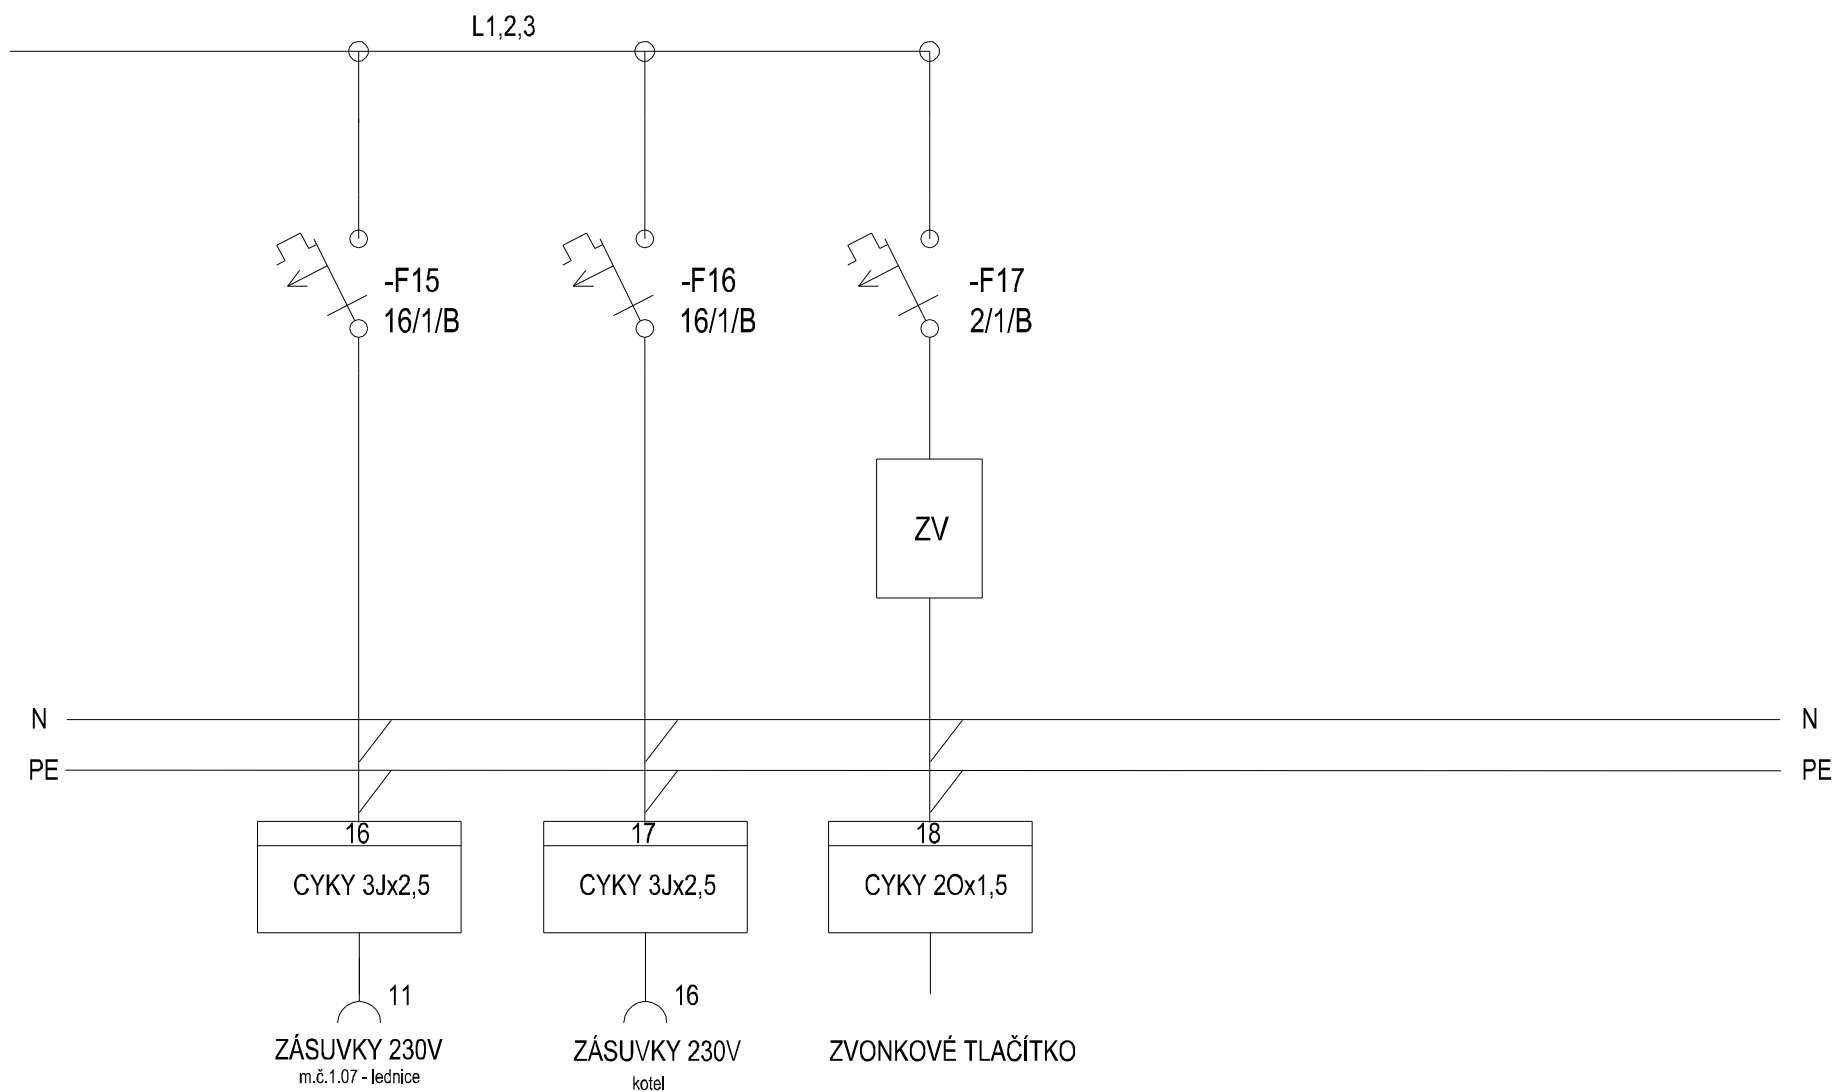 L1,2,3
-F15
16/1/B
-F16
16/1/B
-F17
2/1/B
ZV
N
N
PE
PE
16
17
18
CYKY 3Jx2,5
CYKY 3Jx2,5
CYKY 2Ox1,5
11
16
ZÁSUVKY 230V
m.č.1.07 - lednice
ZÁSUVKY 230V
kotel
ZVONKOVÉ TLAČÍTKO